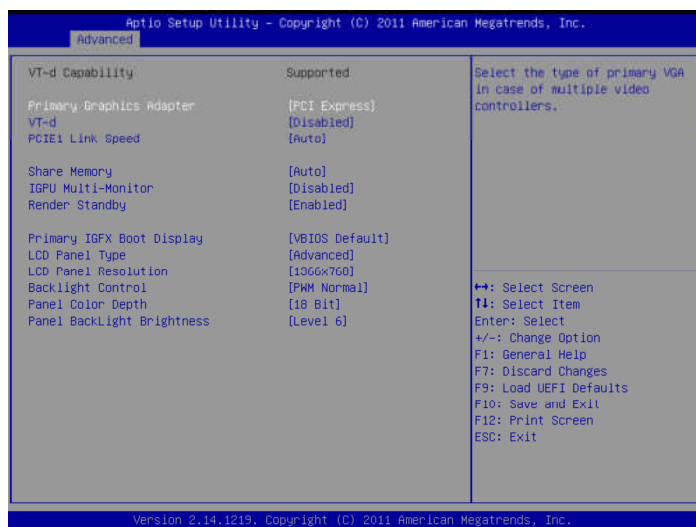 Aptio Setup Utility - Copyright (C) 2011 American Megatrends, Inc.
Advanced
VT-d Capability Supported
Primary Graphics Adapter [PCI Express]
VT-d [Disabled]
PCIE1 Link Speed [Auto]
Share Memory [Auto]
IGPU Multi-Monitor [Disabled]
Render Standby [Enabled]
Primary IGFX Boot Display [VBIOS Default]
LCD Panel Type [Advanced]
LCD Panel Resolution [1366x768]
Backlight Control [PWM Normal]
Panel Color Depth [18 Bit]
Panel BackLight Brightness [Level 6]
Select the type of primary VGA
in case of multiple video
controllers.
↔: Select Screen
↑↓: Select Item
Enter: Select
+/-: Change Option
F1: General Help
F7: Discard Changes
F9: Load UEFI Defaults
F10: Save and Exit
F12: Print Screen
ESC: Exit
Version 2.14.1219. Copyright (C) 2011 American Megatrends, Inc.